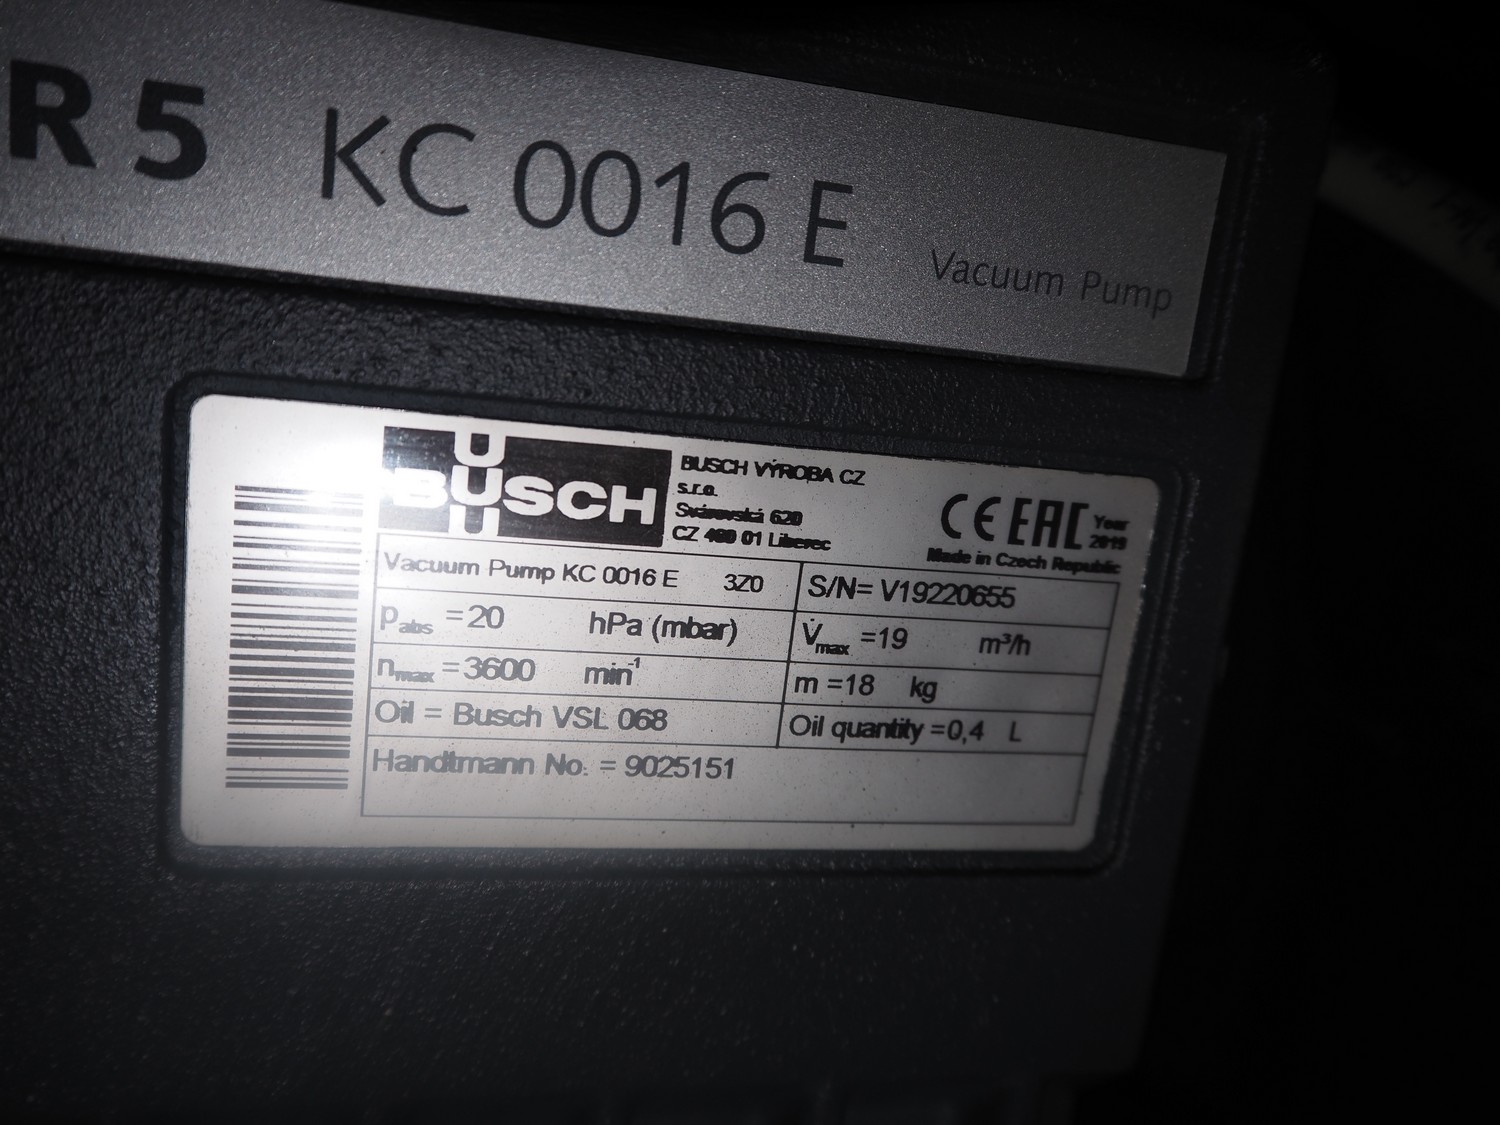 R 5 KC 0016 E Vacuum Pump
BUSCH
U
U
BUSCH VÝROBA CZ
s.r.o.
Svárovská 620
CZ 460 01 Liberec
CE EAC Year
2019
Made in Czech Republic
Vacuum Pump KC 0016 E 3Z0 S/N= V19220655
pabs =20 hPa (mbar) V̇max =19 m³/h
nmax =3600 min⁻¹ m =18 kg
Oil = Busch VSL 068 Oil quantity =0,4 L
Handtmann No. = 9025151